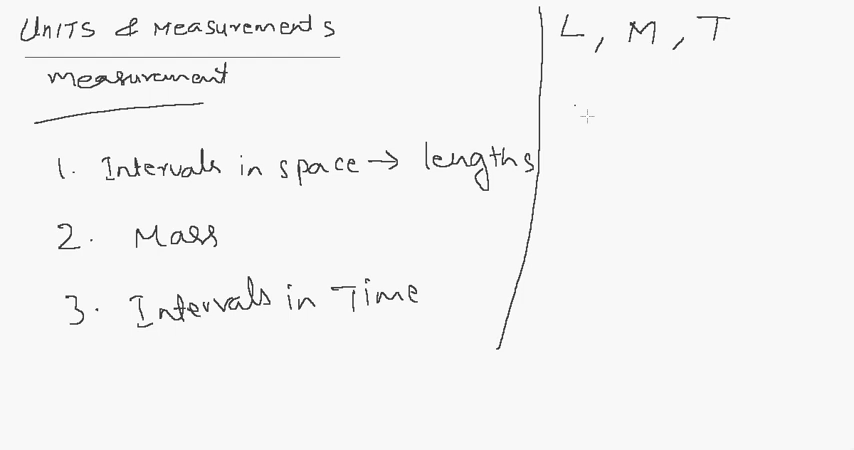 UNITS & Measurements
Measurement
1. Intervals in space → lengths
2. Mass
3. Intervals in Time
L, M, T